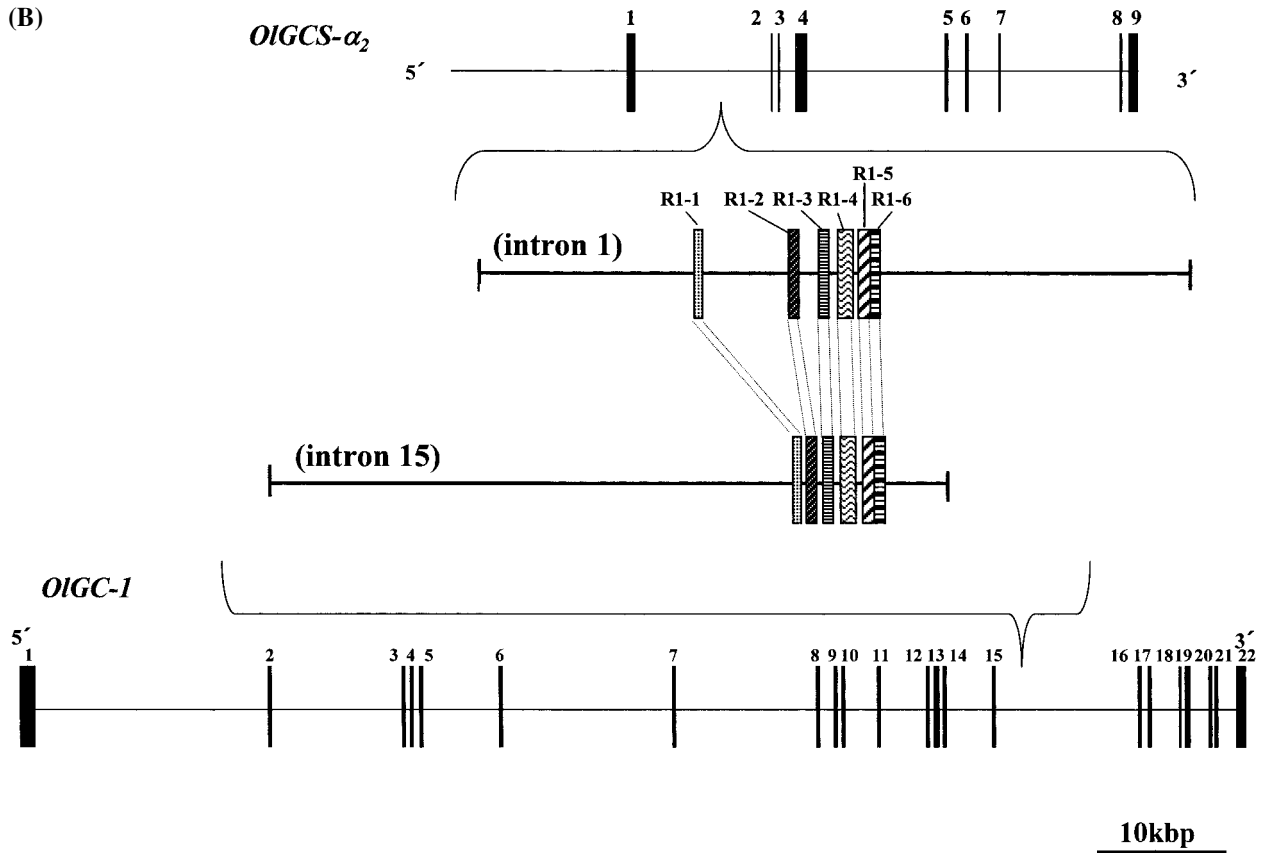 (B)
OlGCS-α2
1 2 3 4 5 6 7 8 9
5´ 3´
R1-5
R1-1 R1-2 R1-3 R1-4 R1-6
(intron 1)
(intron 15)
OlGC-1
5´ 3´
1 2 3 4 5 6 7 8 9 10 11 12 13 14 15 16 17 18 19 20 21 22
10kbp